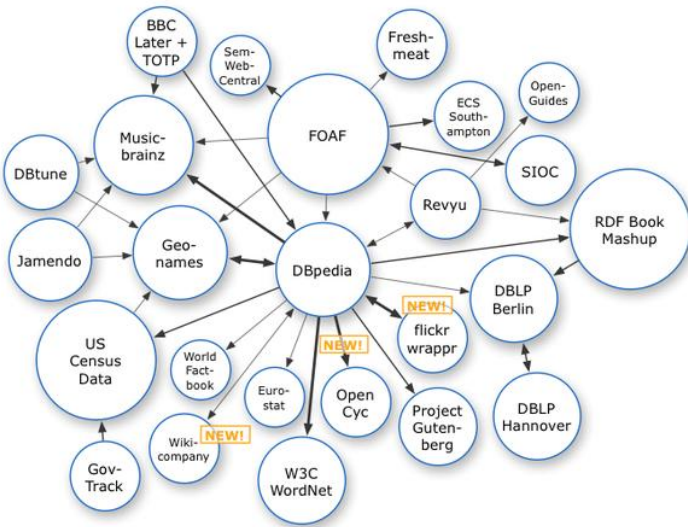 BBC
Later +
TOTP
Sem-
Web-
Central
Fresh-
meat
Open-
Guides
Music-
brainz
FOAF
ECS
South-
ampton
SIOC
DBtune
Revyu
RDF Book
Mashup
Jamendo
Geo-
names
DBpedia
DBLP
Berlin
NEW!
flickr
wrappr
US
Census
Data
World
Fact-
book
NEW!
Euro-
stat
Open
Cyc
Project
Guten-
berg
DBLP
Hannover
Wiki-
company
NEW!
Gov-
Track
W3C
WordNet